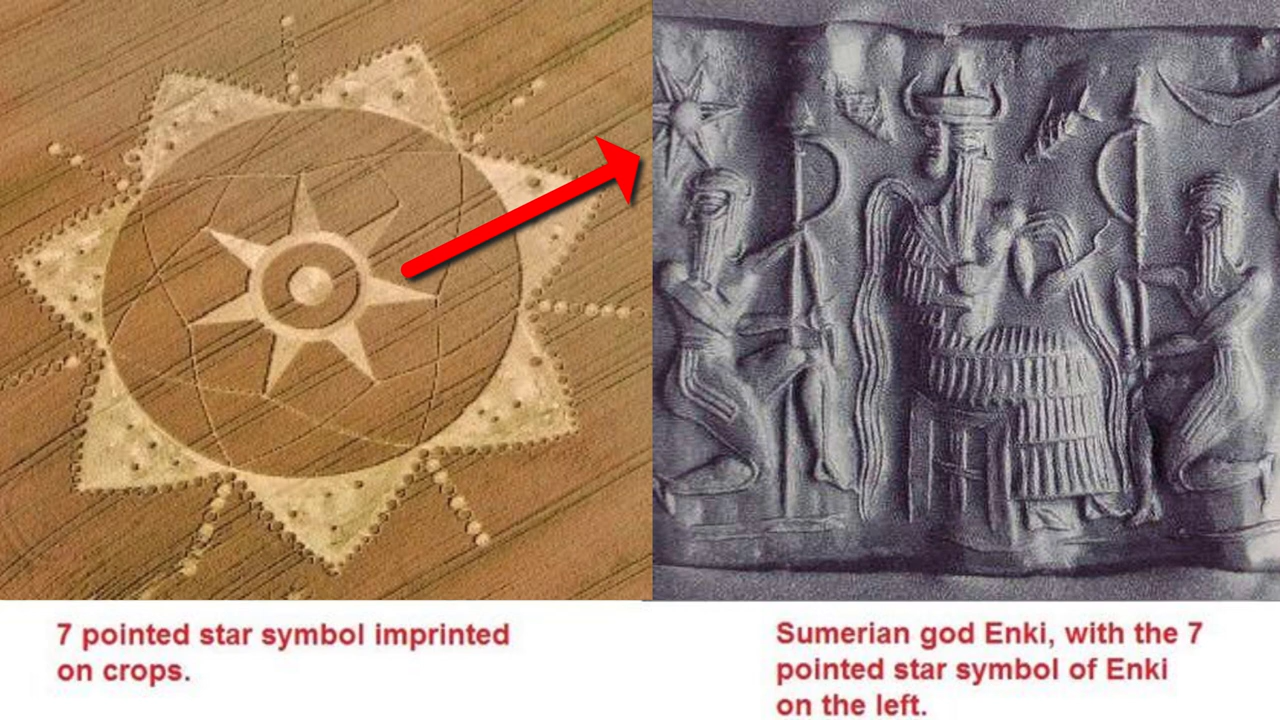 7 pointed star symbol imprinted
on crops.
Sumerian god Enki, with the 7
pointed star symbol of Enki
on the left.